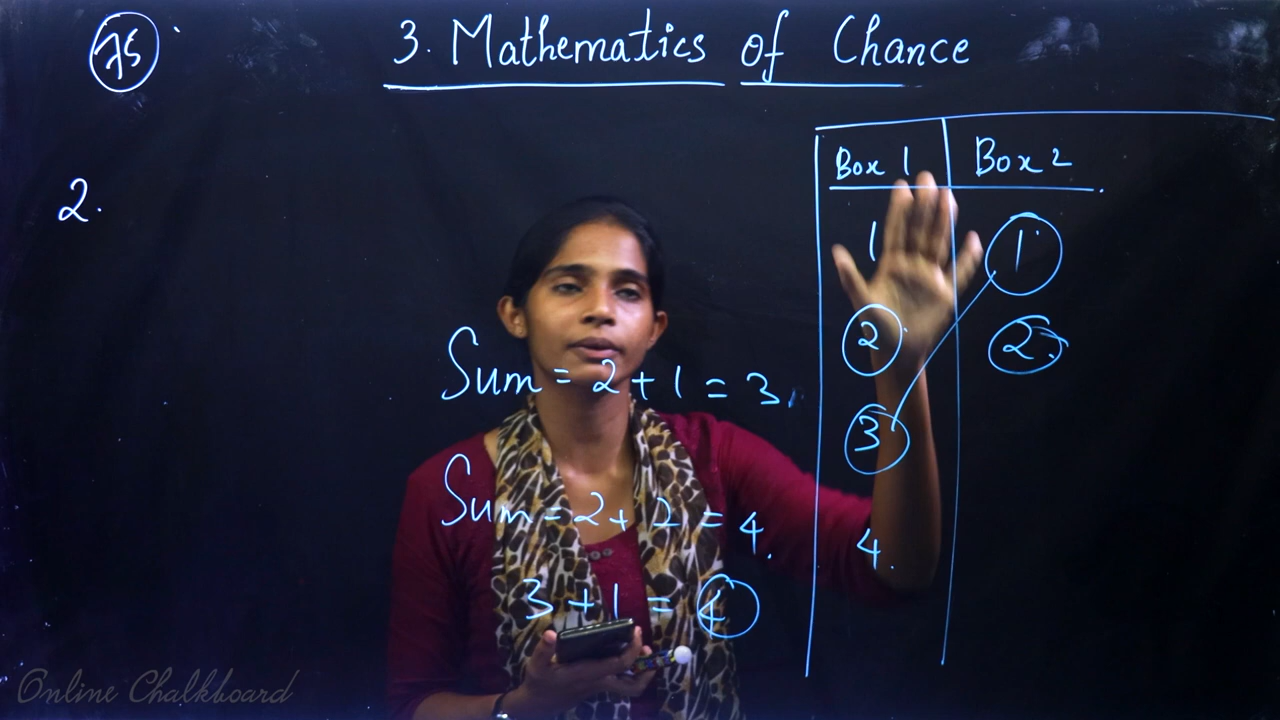 75
3. Mathematics of Chance
Box 1 Box 2
2.
1 1
2 2
Sum = 2 + 1 = 3.
3
Sum = 2 + 2 = 4.
4.
3 + 1 = 4
Online Chalkboard